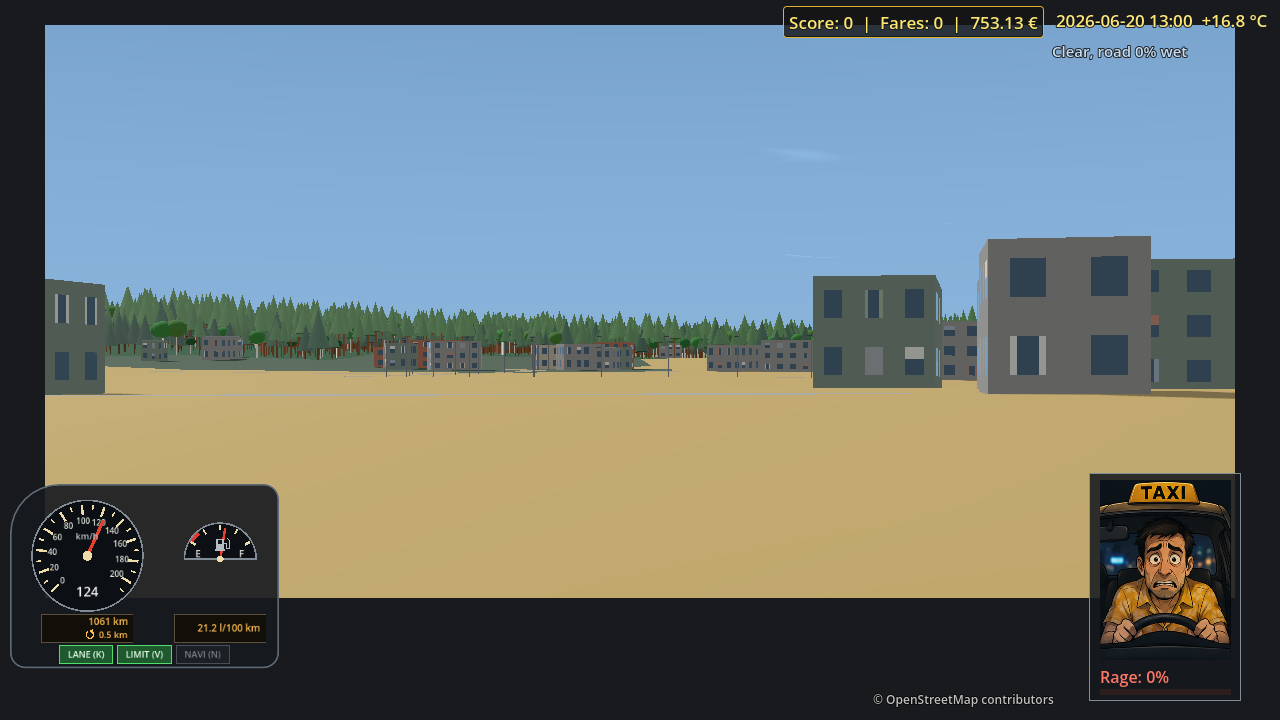 Score: 0 | Fares: 0 | 753.13 €
2026-06-20 13:00 +16.8 °C
Clear, road 0% wet
0 20 40 60 80 100 120 140 160 180 200
km/h
124
E F
1061 km
0.5 km
21.2 l/100 km
LANE (K) LIMIT (V) NAVI (N)
TAXI
Rage: 0%
© OpenStreetMap contributors